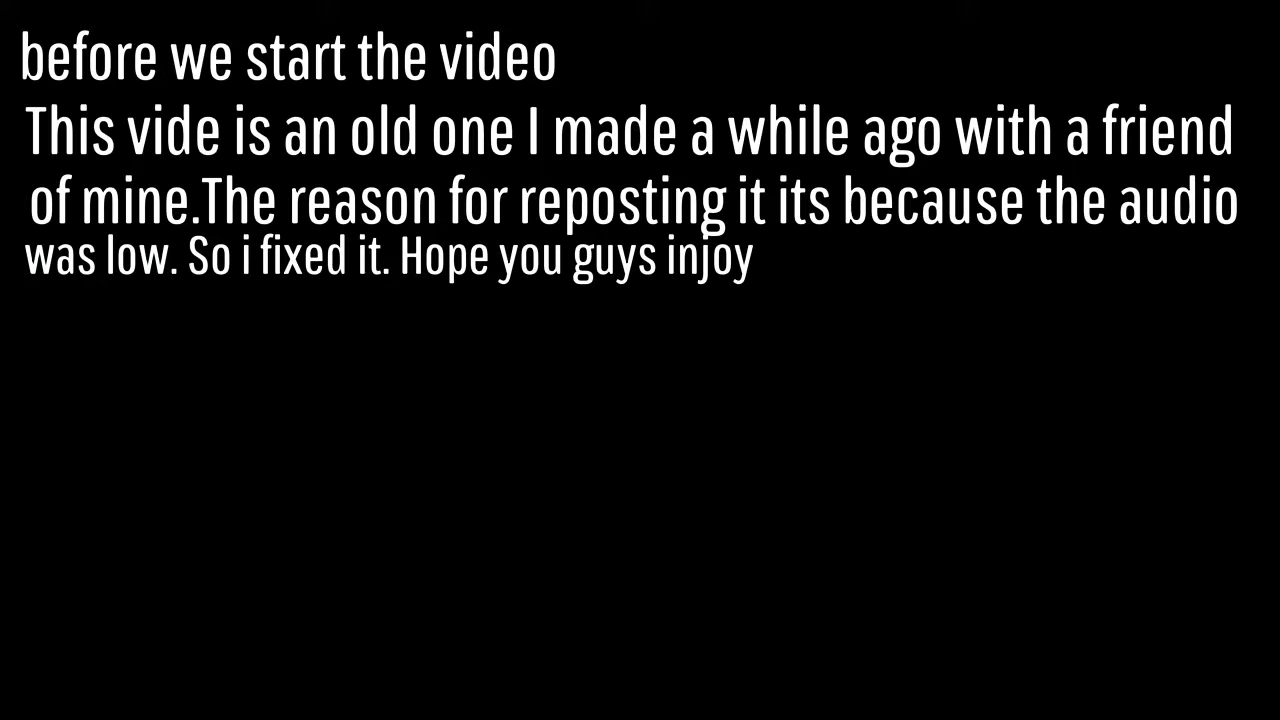 before we start the video
This vide is an old one I made a while ago with a friend
of mine.The reason for reposting it its because the audio
was low. So i fixed it. Hope you guys injoy